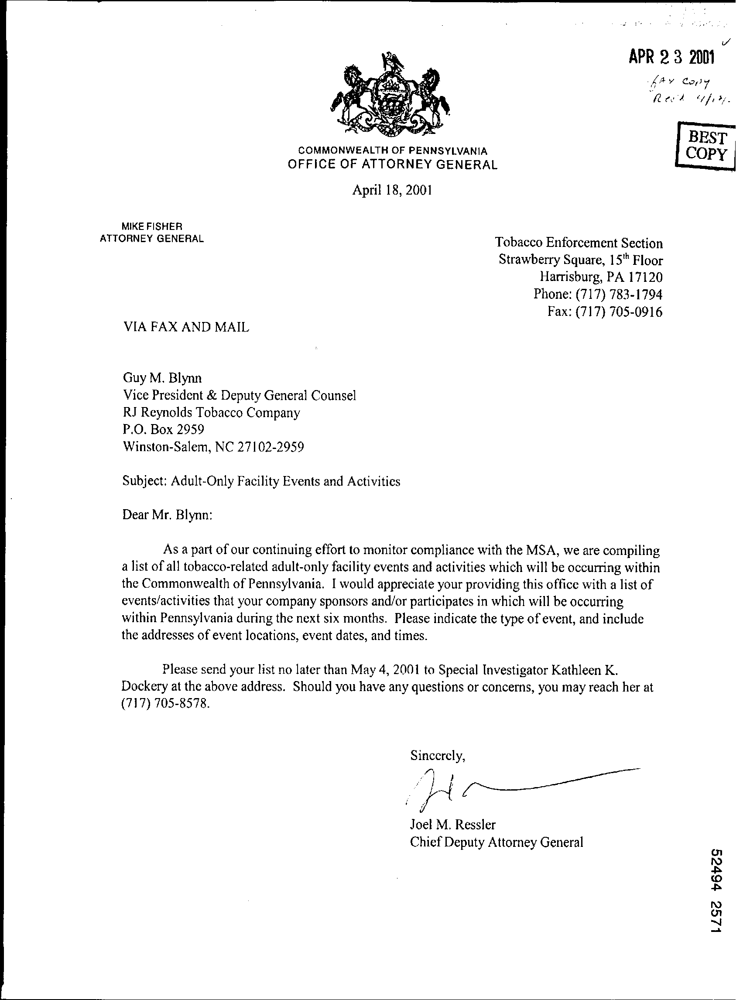 APR 23 2001
fax copy
BEST
COPY
COMMONWEALTH OF PENNSYLVANIA
OFFICE OF ATTORNEY GENERAL
April 18, 2001
MIKE FISHER
ATTORNEY GENERAL
Tobacco Enforcement Section
Strawberry Square, 15th Floor
Harrisburg, PA 17120
Phone: (717) 783-1794
Fax: (717) 705-0916
VIA FAX AND MAIL
Guy M. Blynn
Vice President & Deputy General Counsel
RJ Reynolds Tobacco Company
P.O. Box 2959
Winston-Salem, NC 27102-2959
Subject: Adult-Only Facility Events and Activities
Dear Mr. Blynn:
As a part of our continuing effort to monitor compliance with the MSA, we are compiling
a list of all tobacco-related adult-only facility events and activities which will be occurring within
the Commonwealth of Pennsylvania. I would appreciate your providing this office with a list of
events/activities that your company sponsors and/or participates in which will be occurring
within Pennsylvania during the next six months. Please indicate the type of event, and include
the addresses of event locations, event dates, and times.
Please send your list no later than May 4, 2001 to Special Investigator Kathleen K.
Dockery at the above address. Should you have any questions or concerns, you may reach her at
(717) 705-8578.
Sincerely,
Joel M. Ressler
Chief Deputy Attorney General
52494 2571